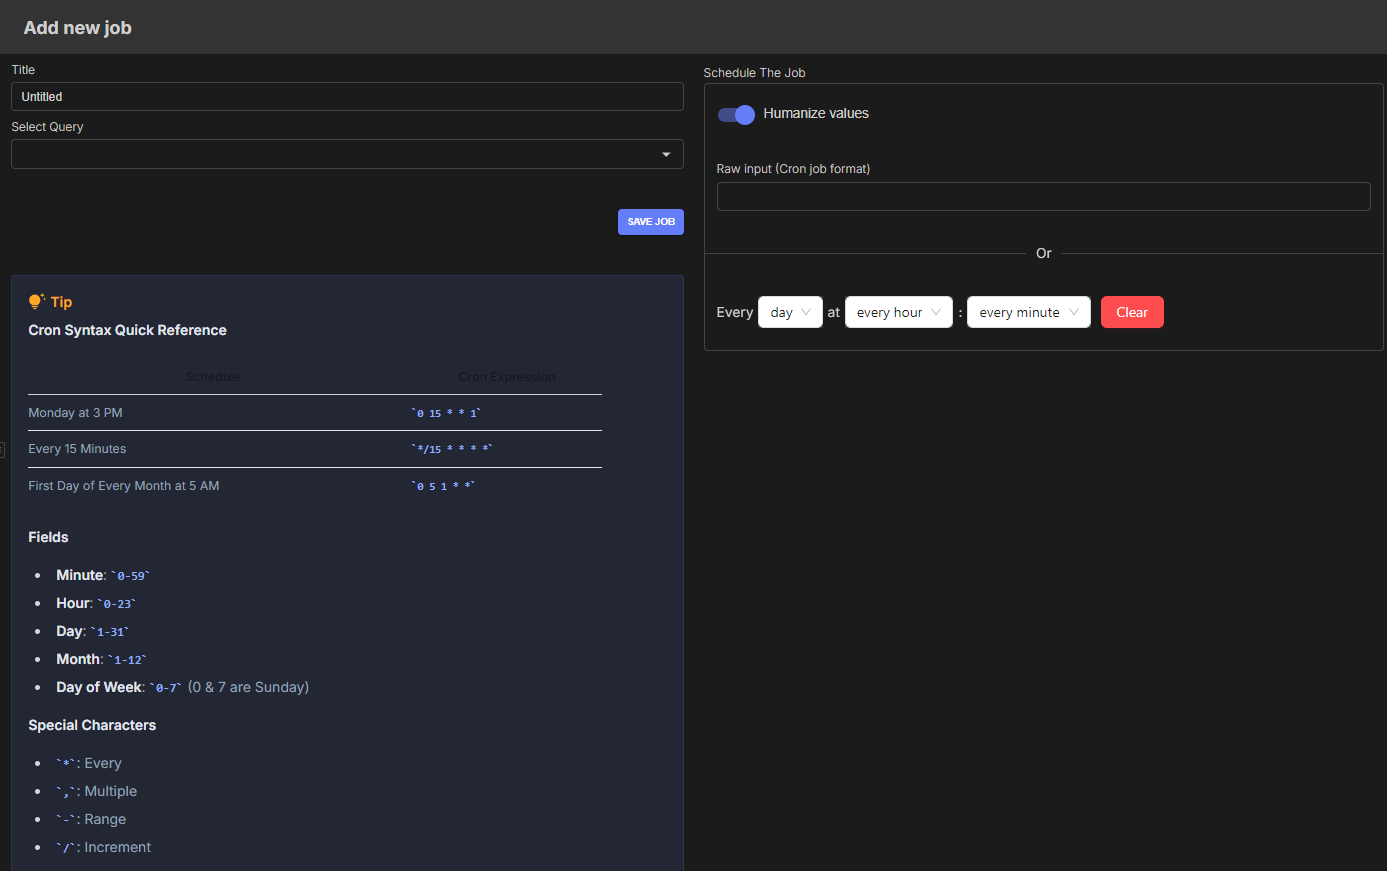 Add new job
Title
Untitled
Select Query
SAVE JOB
Tip
Cron Syntax Quick Reference
Schedule Cron Expression
Monday at 3 PM `0 15 * * 1`
Every 15 Minutes `*/15 * * * *`
First Day of Every Month at 5 AM `0 5 1 * *`
Fields
• Minute: `0-59`
• Hour: `0-23`
• Day: `1-31`
• Month: `1-12`
• Day of Week: `0-7` (0 & 7 are Sunday)
Special Characters
• `*`: Every
• `,`: Multiple
• `-`: Range
• `/`: Increment
Schedule The Job
Humanize values
Raw input (Cron job format)
Or
Every day at every hour : every minute Clear